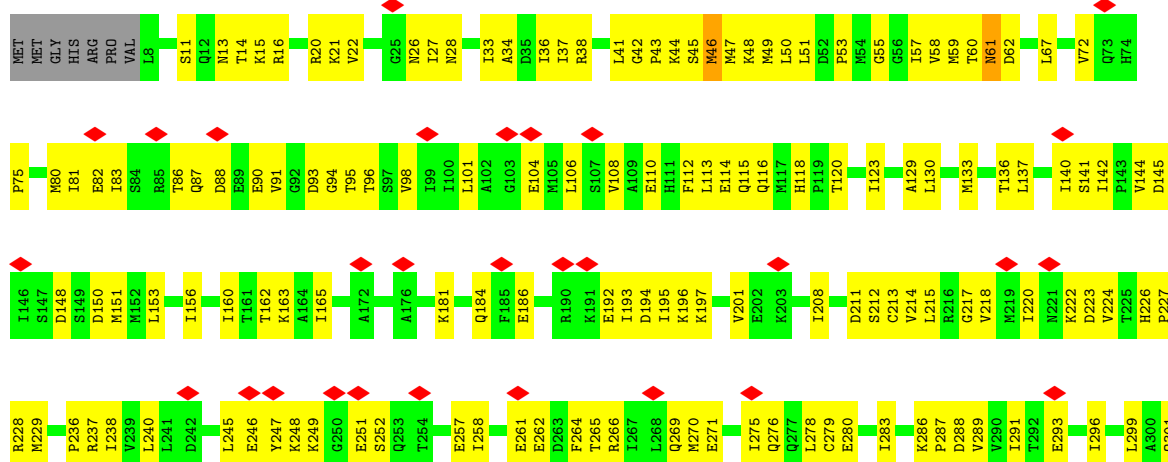 MET MET GLY HIS ARG PRO VAL L8 S11 Q12 N13 T14 K15 R16 R20 K21 V22 G25 N26 I27 N28 I33 A34 D35 I36 I37 R38 L41 G42 P43 K44 S45 M46 M47 K48 M49 L50 L51 D52 P53 M54 G55 G56 I57 V58 M59 T60 N61 D62 L67 V72 Q73 H74
P75 M80 I81 E82 I83 S84 R85 T86 Q87 D88 E89 E90 V91 G92 D93 G94 T95 T96 S97 V98 I99 I100 L101 A102 G103 E104 M105 L106 S107 V108 A109 E110 H111 F112 L113 E114 Q115 Q116 M117 H118 P119 T120 I123 A129 L130 M133 T136 L137 I140 S141 I142 P143 V144 D145
I146 S147 D148 S149 D150 M151 M152 L153 I156 I160 T161 T162 K163 A164 I165 A172 A176 K181 Q184 F185 E186 R190 K191 E192 I193 D194 I195 K196 K197 V201 E202 K203 I208 D211 S212 C213 V214 L215 R216 G217 V218 M219 I220 N221 K222 D223 V224 T225 H226 P227
R228 M229 P236 R237 I238 V239 L240 L241 D242 L245 E246 Y247 K248 K249 G250 E251 S252 Q253 T254 E257 I258 E261 E262 D263 F264 T265 R266 I267 L268 Q269 M270 E271 I275 Q276 Q277 L278 C279 E280 I283 K286 P287 D288 V289 V290 I291 T292 E293 I296 L299 A300